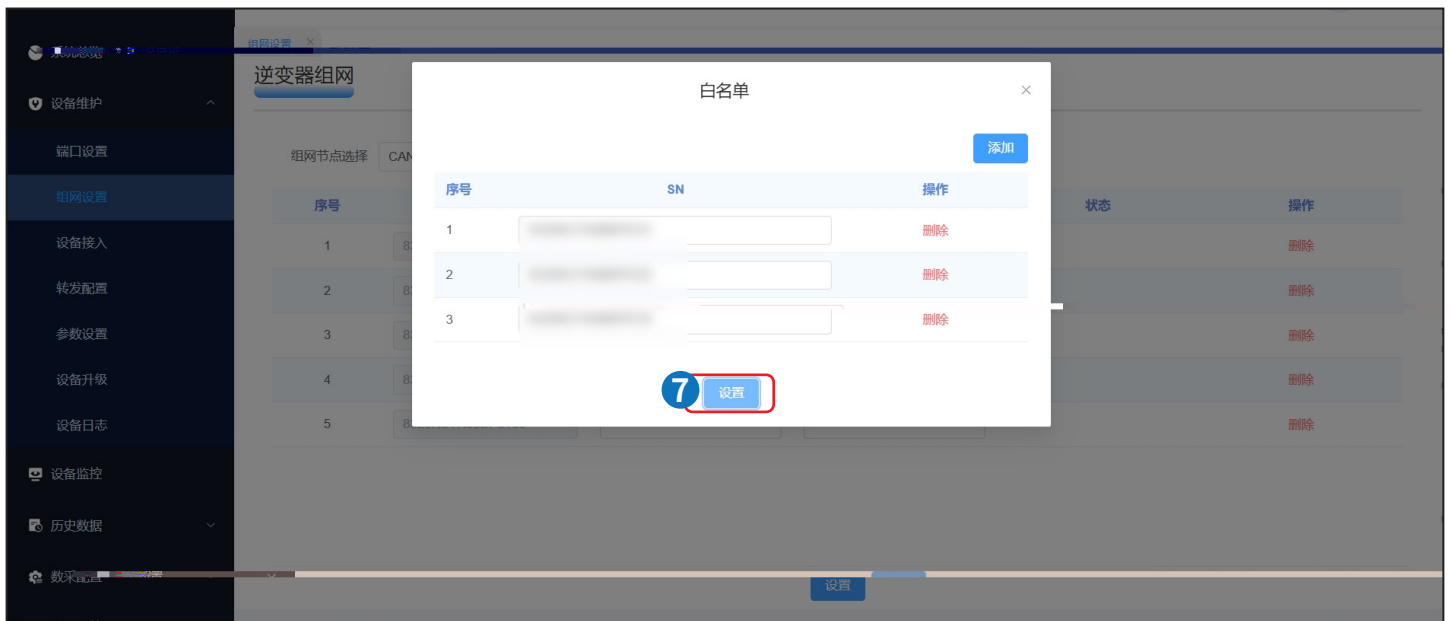 组网设置 ×
设备维护
端口设置
组网设置
设备接入
转发配置
参数设置
设备升级
设备日志
设备监控
历史数据
逆变器组网
组网节点选择 CAN
序号 状态 操作
1 8 删除
2 8 删除
3 8 删除
4 8 删除
5 8 删除
设置
白名单 ×
添加
序号 SN 操作
1 删除
2 删除
3 删除
7 设置